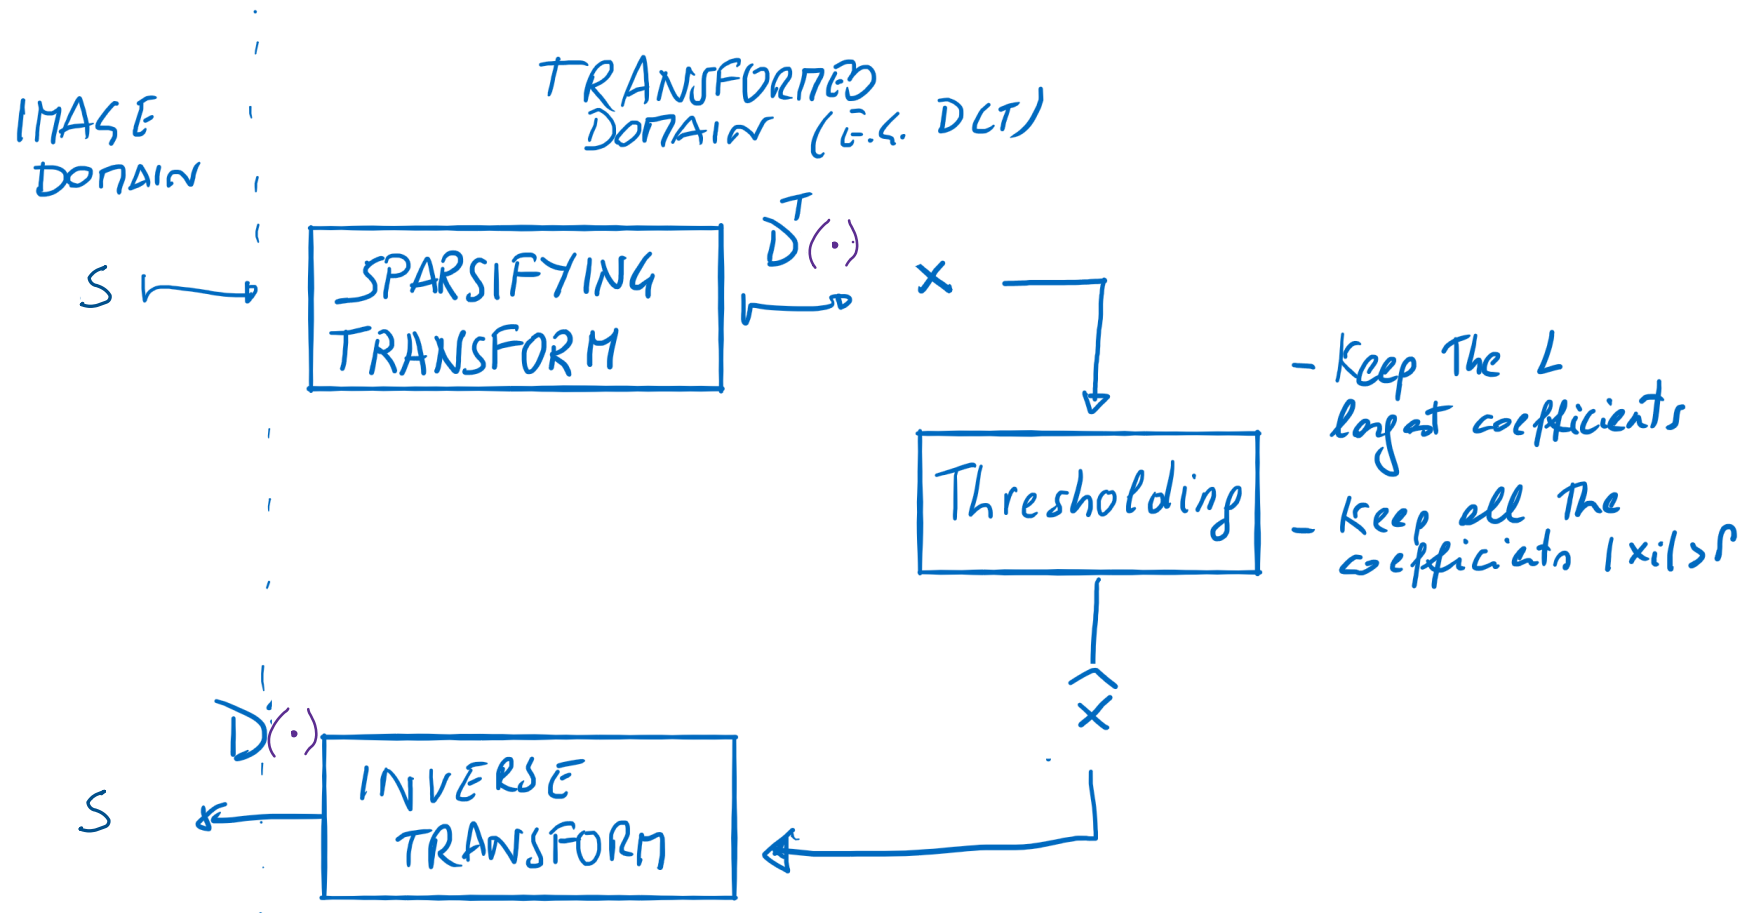 IMAGE
DOMAIN
TRANSFORMED
DOMAIN (E.G. DCT)
S
SPARSIFYING
TRANSFORM
Dᵀ(·)
x
Thresholding
- Keep the L
largest coefficients
- Keep all the
coefficients |xi| >
x̂
D(·)
INVERSE
TRANSFORM
S